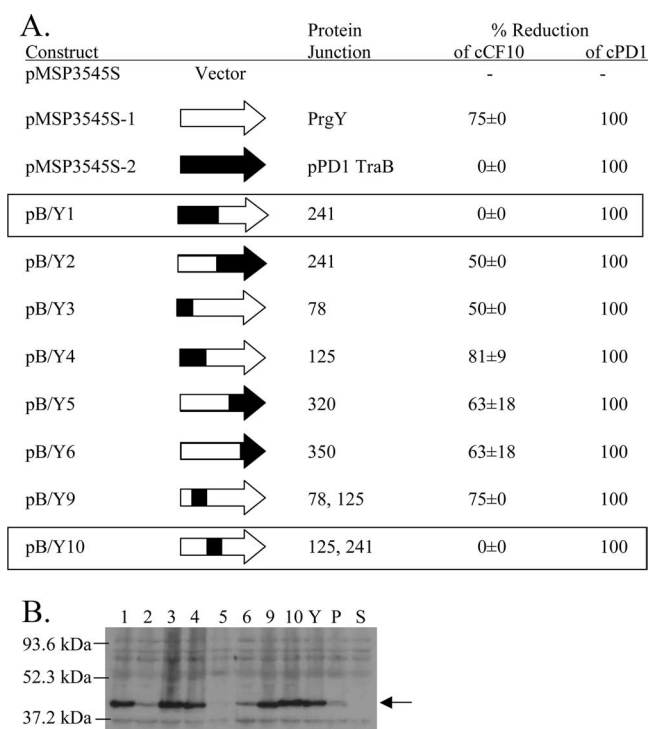 A.
Protein % Reduction
Construct Junction of cCF10 of cPD1
pMSP3545S Vector - -
pMSP3545S-1 PrgY 75±0 100
pMSP3545S-2 pPD1 TraB 0±0 100
pB/Y1 241 0±0 100
pB/Y2 241 50±0 100
pB/Y3 78 50±0 100
pB/Y4 125 81±9 100
pB/Y5 320 63±18 100
pB/Y6 350 63±18 100
pB/Y9 78, 125 75±0 100
pB/Y10 125, 241 0±0 100
B.
1 2 3 4 5 6 9 10 Y P S
93.6 kDa
52.3 kDa
37.2 kDa